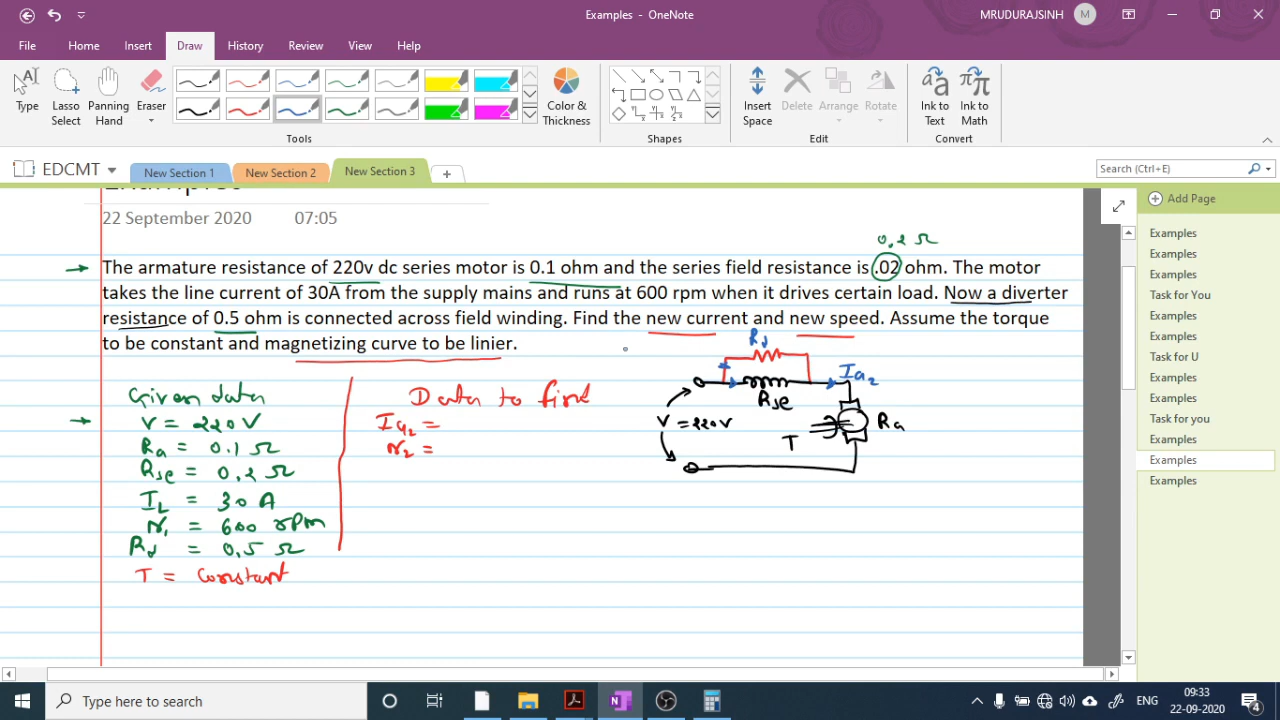 Examples - OneNote
MRUDURAJSINH M
File Home Insert Draw History Review View Help
Type
Lasso Select
Panning Hand
Eraser
Color & Thickness
Insert Space
Delete
Arrange
Rotate
Ink to Text
Ink to Math
Tools
Shapes
Edit
Convert
EDCMT
New Section 1
New Section 2
New Section 3
Search (Ctrl+E)
Add Page
22 September 2020 07:05
0.2 Ω
The armature resistance of 220v dc series motor is 0.1 ohm and the series field resistance is .02 ohm. The motor
takes the line current of 30A from the supply mains and runs at 600 rpm when it drives certain load. Now a diverter
resistance of 0.5 ohm is connected across field winding. Find the new current and new speed. Assume the torque
to be constant and magnetizing curve to be linier.
Given data
V = 220V
Ra = 0.1 Ω
Rse = 0.2 Ω
IL = 30 A
N1 = 600 rpm
Rd = 0.5 Ω
T = Constant
Data to find
Ia2 =
N2 =
Rd
Ia2
Rse
V = 220V
T
Ra
Examples
Examples
Examples
Task for You
Examples
Examples
Task for U
Examples
Examples
Task for you
Examples
Examples
Examples
Type here to search
ENG
09:33
22-09-2020
4